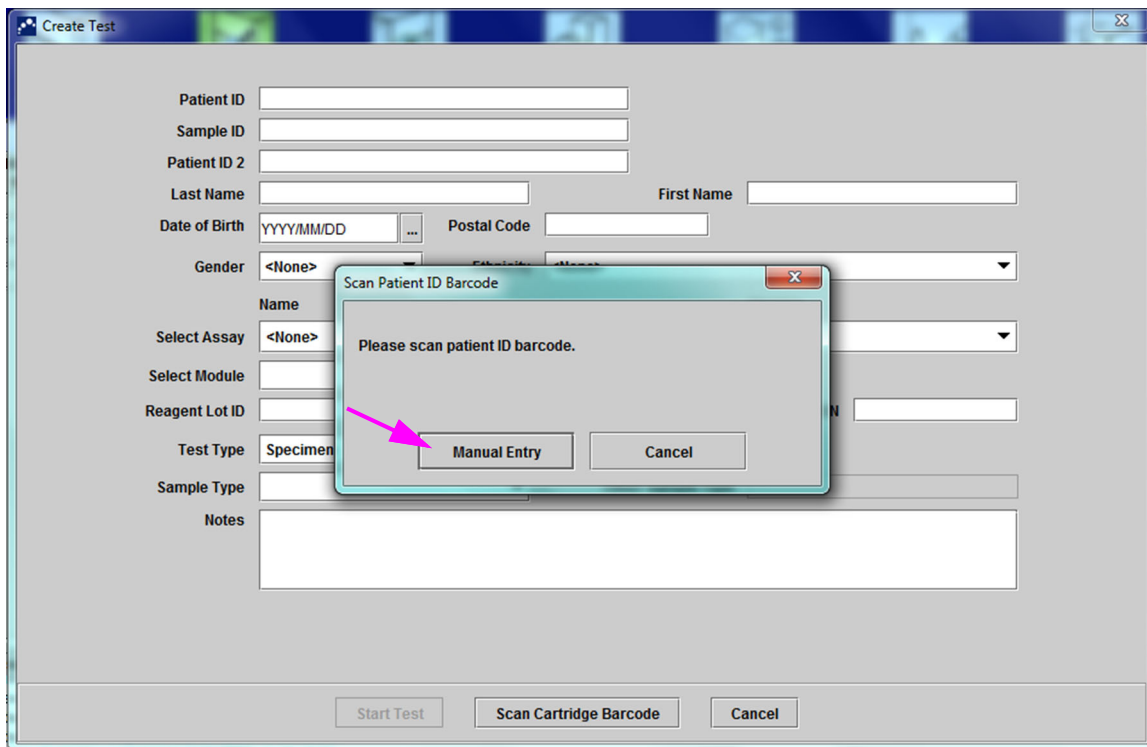 Create Test
Patient ID
Sample ID
Patient ID 2
Last Name First Name
Date of Birth YYYY/MM/DD ... Postal Code
Gender <None>
Scan Patient ID Barcode
Name
Select Assay <None>
Please scan patient ID barcode.
Select Module
Reagent Lot ID
Test Type Specimen
Manual Entry Cancel
Sample Type
Notes
Start Test Scan Cartridge Barcode Cancel